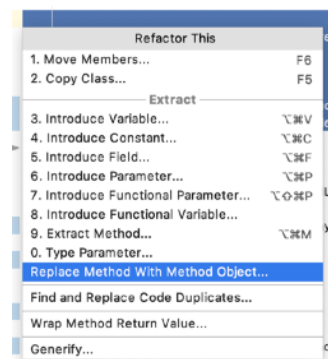 Refactor This
1. Move Members... F6
2. Copy Class... F5
Extract
3. Introduce Variable... ⌥⌘V
4. Introduce Constant... ⌥⌘C
5. Introduce Field... ⌥⌘F
6. Introduce Parameter... ⌥⌘P
7. Introduce Functional Parameter... ⌥⇧⌘P
8. Introduce Functional Variable...
9. Extract Method... ⌥⌘M
0. Type Parameter...
Replace Method With Method Object...
Find and Replace Code Duplicates...
Wrap Method Return Value...
Generify...